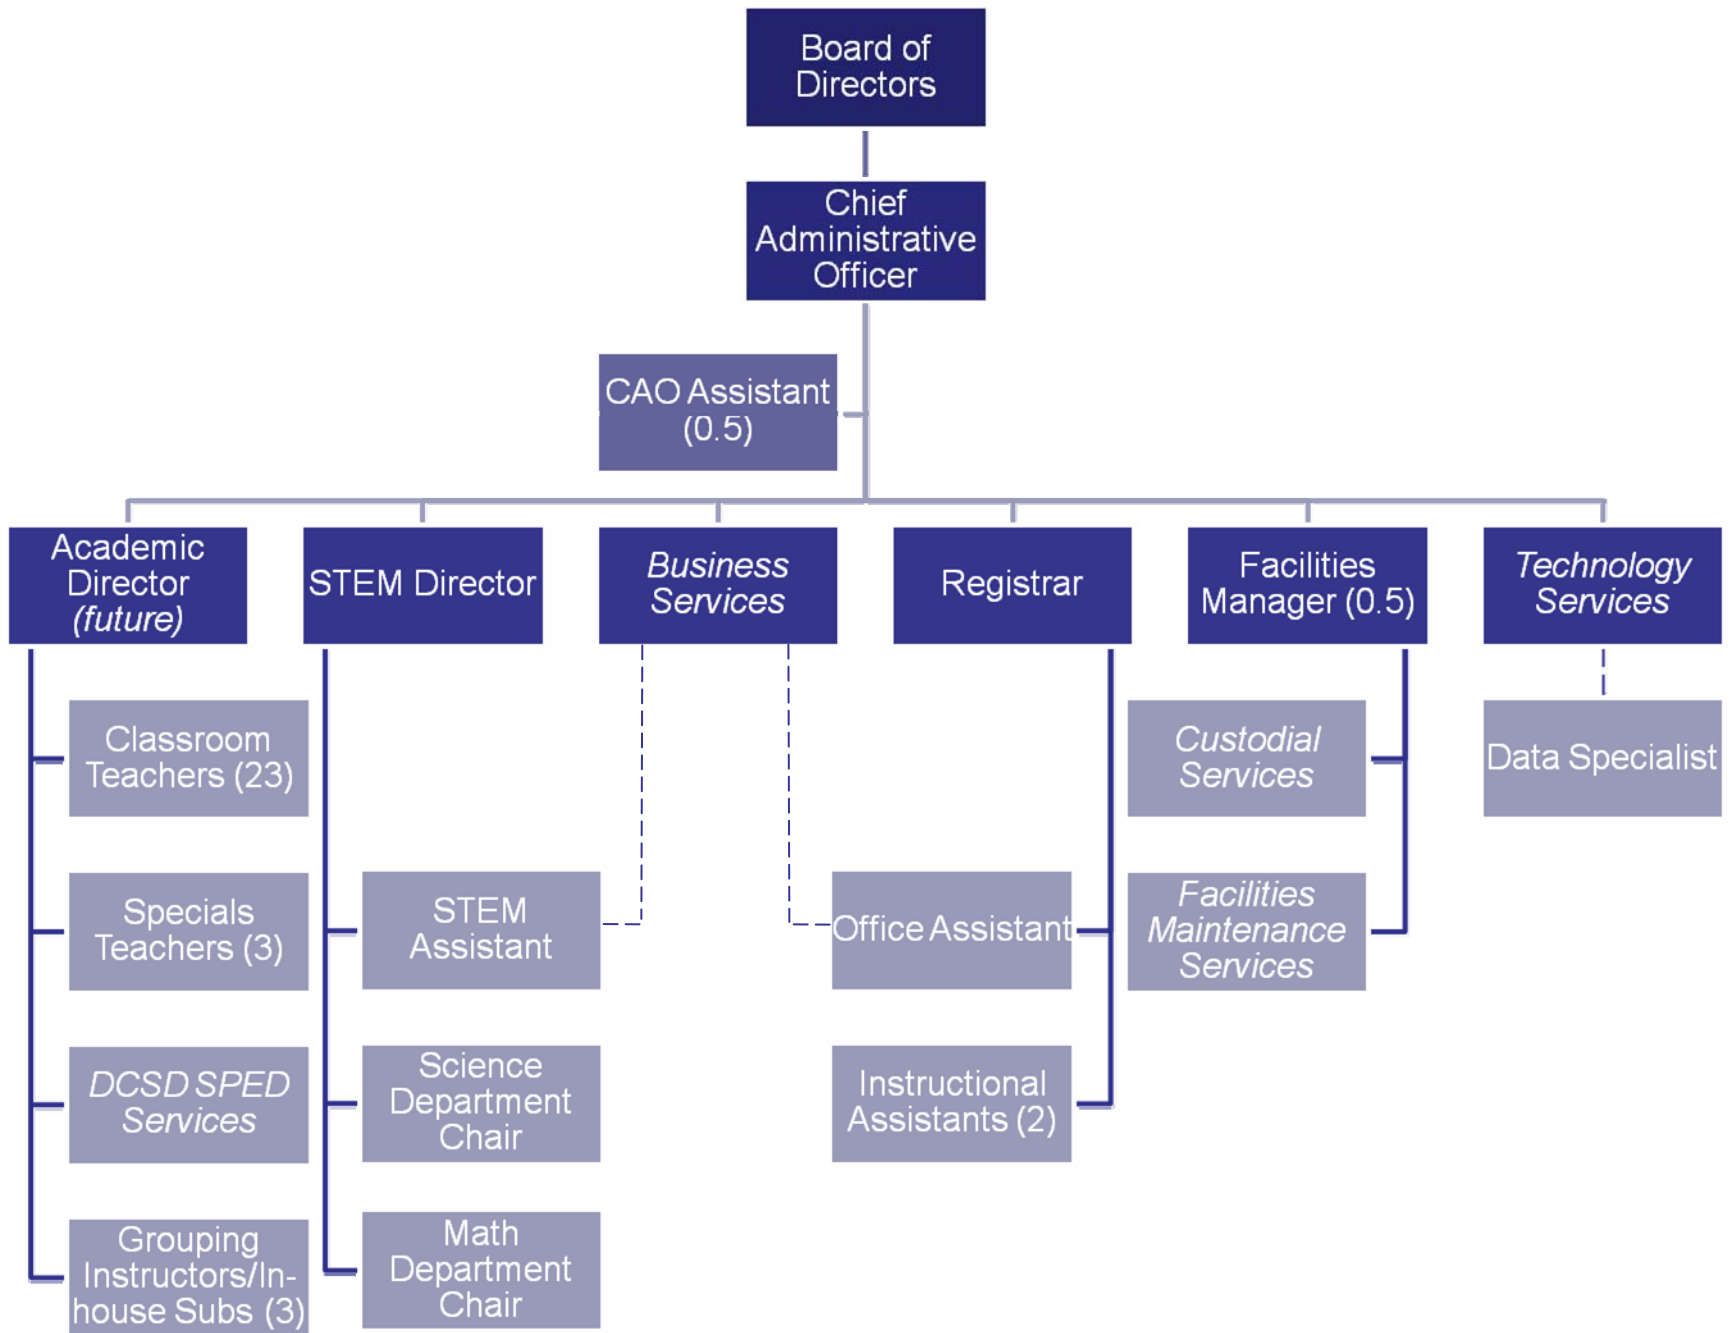 Board of
Directors
Chief
Administrative
Officer
CAO Assistant
(0.5)
Academic
Director
(future)
STEM Director
Business
Services
Registrar
Facilities
Manager (0.5)
Technology
Services
Classroom
Teachers (23)
Custodial
Services
Data Specialist
Specials
Teachers (3)
STEM
Assistant
Office Assistant
Facilities
Maintenance
Services
DCSD SPED
Services
Science
Department
Chair
Instructional
Assistants (2)
Grouping
Instructors/In-
house Subs (3)
Math
Department
Chair